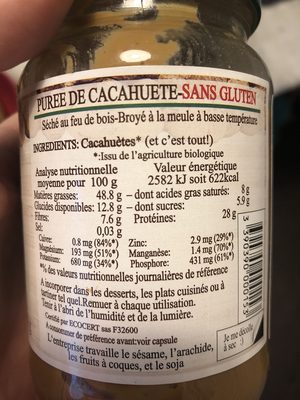 PUREE DE CACAHUETE-SANS GLUTEN
Séché au feu de bois-Broyé à la meule à basse température
INGREDIENTS: Cacahuètes* (et c'est tout!)
*:Issu de l'agriculture biologique
Analyse nutritionnelle Valeur énergétique
moyenne pour 100 g 2582 kJ soit 622kcal
Matières grasses: 48.8 g – dont acides gras saturés: 8 g
Glucides disponibles: 12.8 g – dont sucres: 5.9 g
Fibres: 7.6 g Protéines: 28 g
Sel: 0,03 g
Cuivre: 0.8 mg (84%*) Zinc: 2.9 mg (29%*)
Magnésium: 193 mg (51%*) Manganèse: 1.4 mg (70%*)
Potassium: 680 mg (34%*) Phosphore: 431 mg (61%*)
*% des valeurs nutritionnelles journalières de référence
A incorporer dans les desserts, les plats cuisinés ou à
tartiner tel quel.Remuer à chaque utilisation.
Tenir à l'abri de l'humidité et de la lumière.
Certifié par ECOCERT sas F32600
A consommer de préférence avant:voir capsule
L'entreprise travaille le sésame, l'arachide,
les fruits à coques, et le soja
Je me décolle
à sec :)